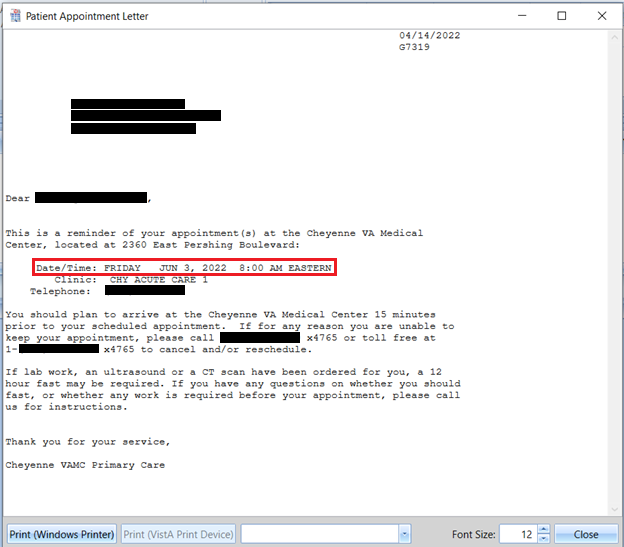 Patient Appointment Letter
04/14/2022
G7319
Dear ,
This is a reminder of your appointment(s) at the Cheyenne VA Medical
Center, located at 2360 East Pershing Boulevard:
Date/Time: FRIDAY JUN 3, 2022 8:00 AM EASTERN
Clinic: CHY ACUTE CARE 1
Telephone:
You should plan to arrive at the Cheyenne VA Medical Center 15 minutes
prior to your scheduled appointment. If for any reason you are unable to
keep your appointment, please call x4765 or toll free at
1- x4765 to cancel and/or reschedule.
If lab work, an ultrasound or a CT scan have been ordered for you, a 12
hour fast may be required. If you have any questions on whether you should
fast, or whether any work is required before your appointment, please call
us for instructions.
Thank you for your service,
Cheyenne VAMC Primary Care
Print (Windows Printer) Print (VistA Print Device) Font Size: 12 Close